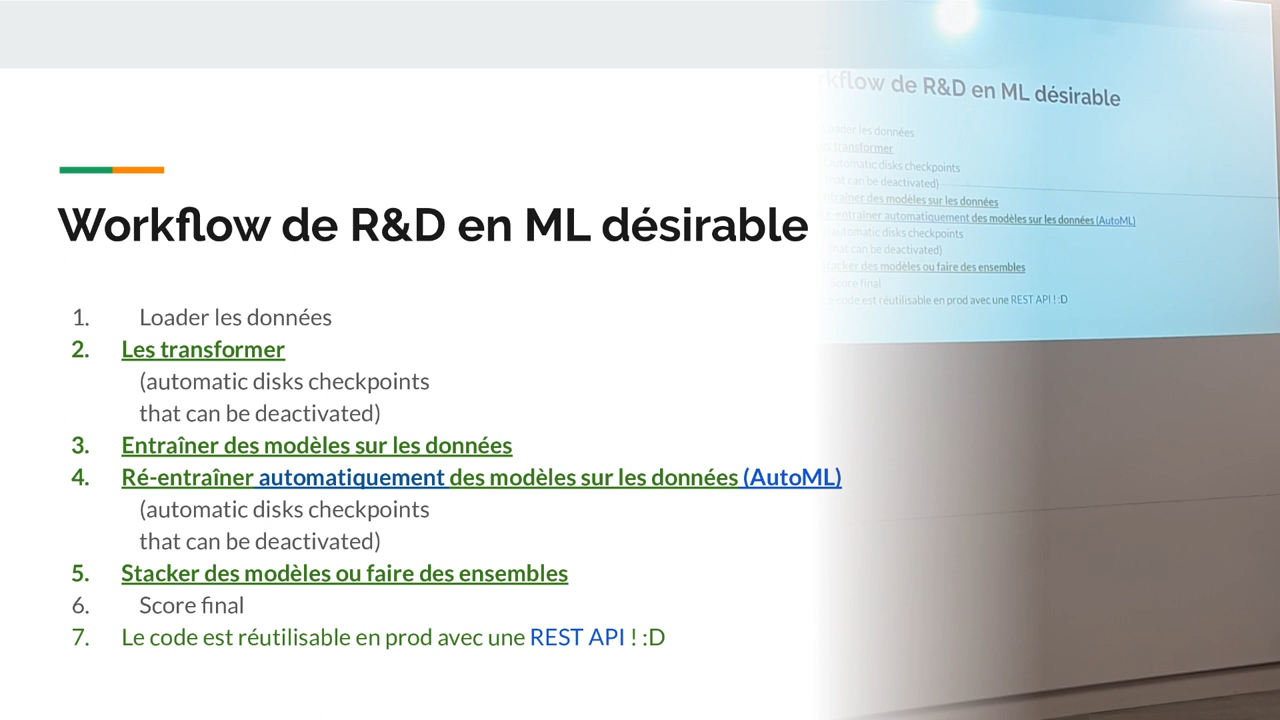 Workflow de R&D en ML désirable
1. Loader les données
2. Les transformer
(automatic disks checkpoints
that can be deactivated)
3. Entraîner des modèles sur les données
4. Ré-entraîner automatiquement des modèles sur les données (AutoML)
(automatic disks checkpoints
that can be deactivated)
5. Stacker des modèles ou faire des ensembles
6. Score final
7. Le code est réutilisable en prod avec une REST API ! :D
de R&D en ML désirable
les données
transformer
automatic disks checkpoints
that can be deactivated)
des modèles sur les données
automatiquement des modèles sur les données (AutoML)
automatic disks checkpoints
that can be deactivated)
des modèles ou faire des ensembles
Score final
code est réutilisable en prod avec une REST API ! :D